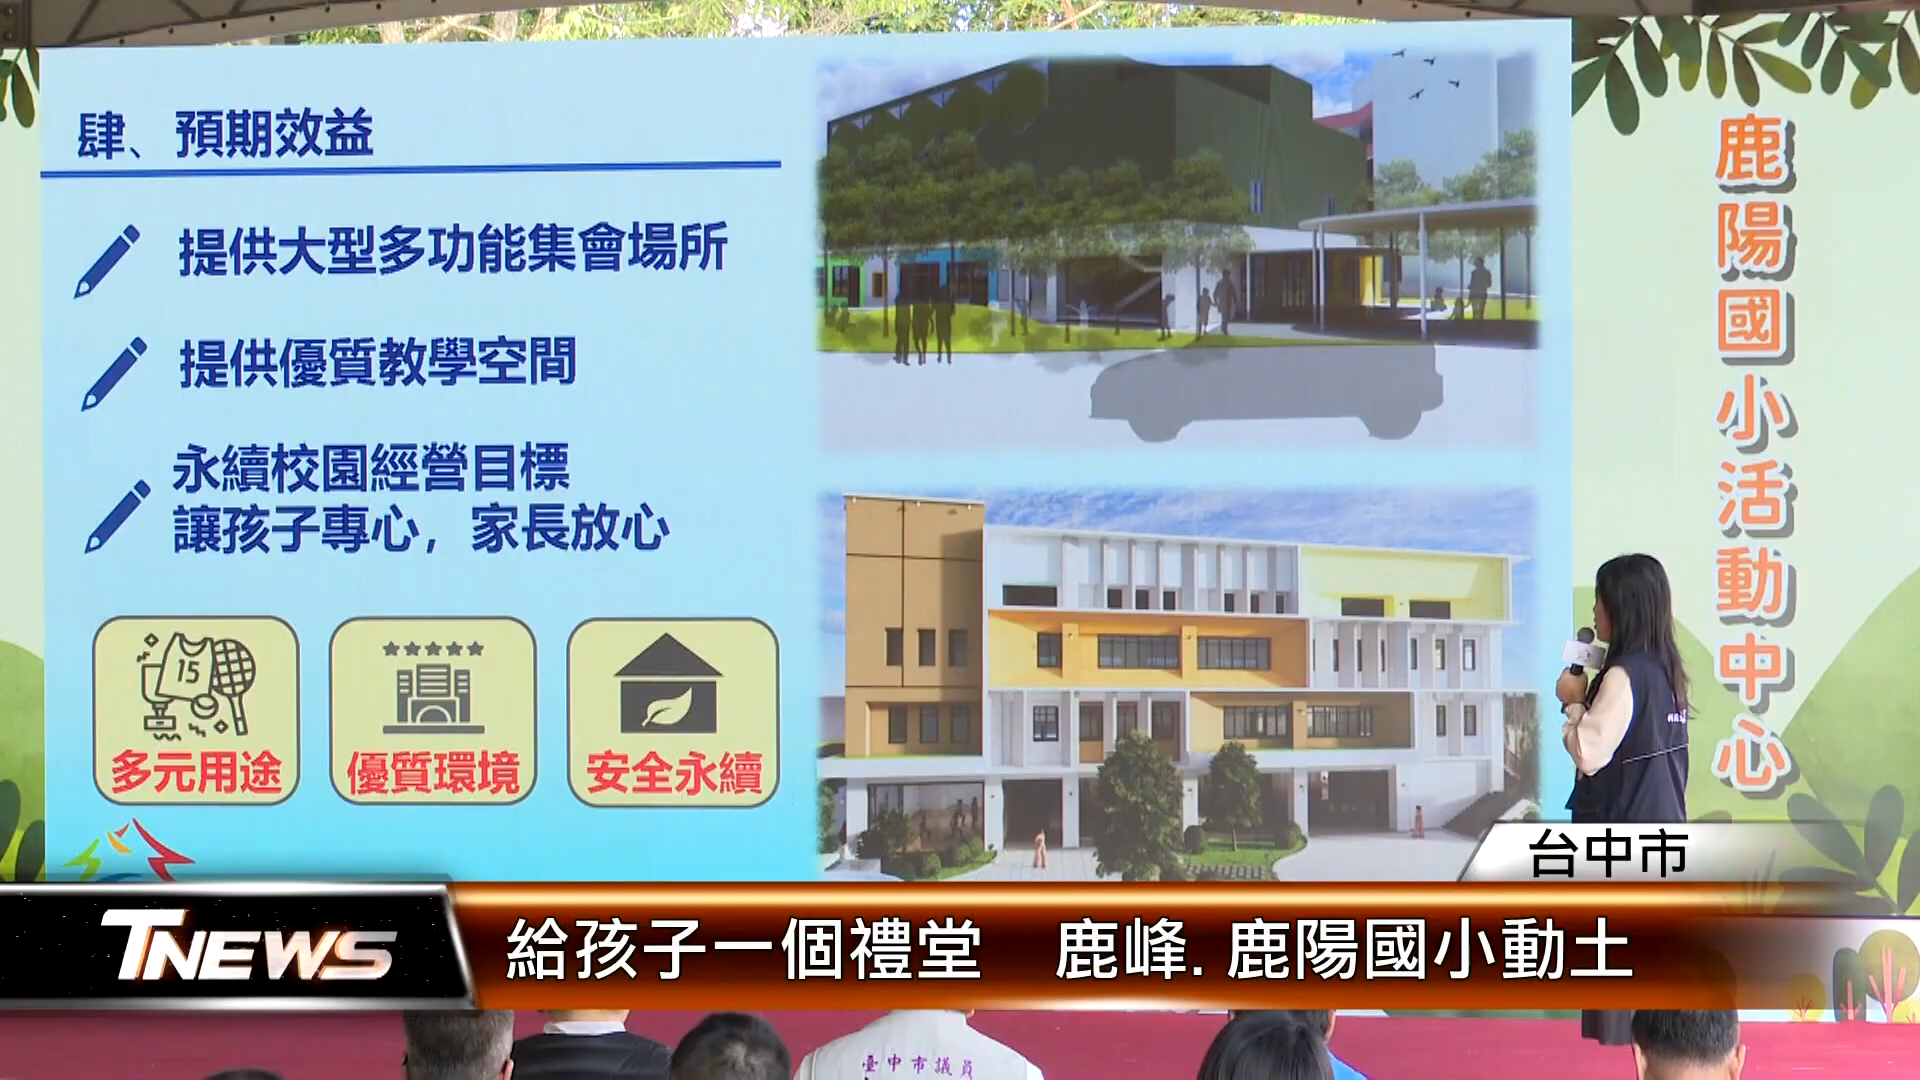 肆、預期效益
提供大型多功能集會場所
提供優質教學空間
永續校園經營目標
讓孩子專心，家長放心
15
多元用途
優質環境
安全永續
鹿陽國小活動中心
台中市
TNEWS
給孩子一個禮堂 鹿峰.鹿陽國小動土
臺中市議員